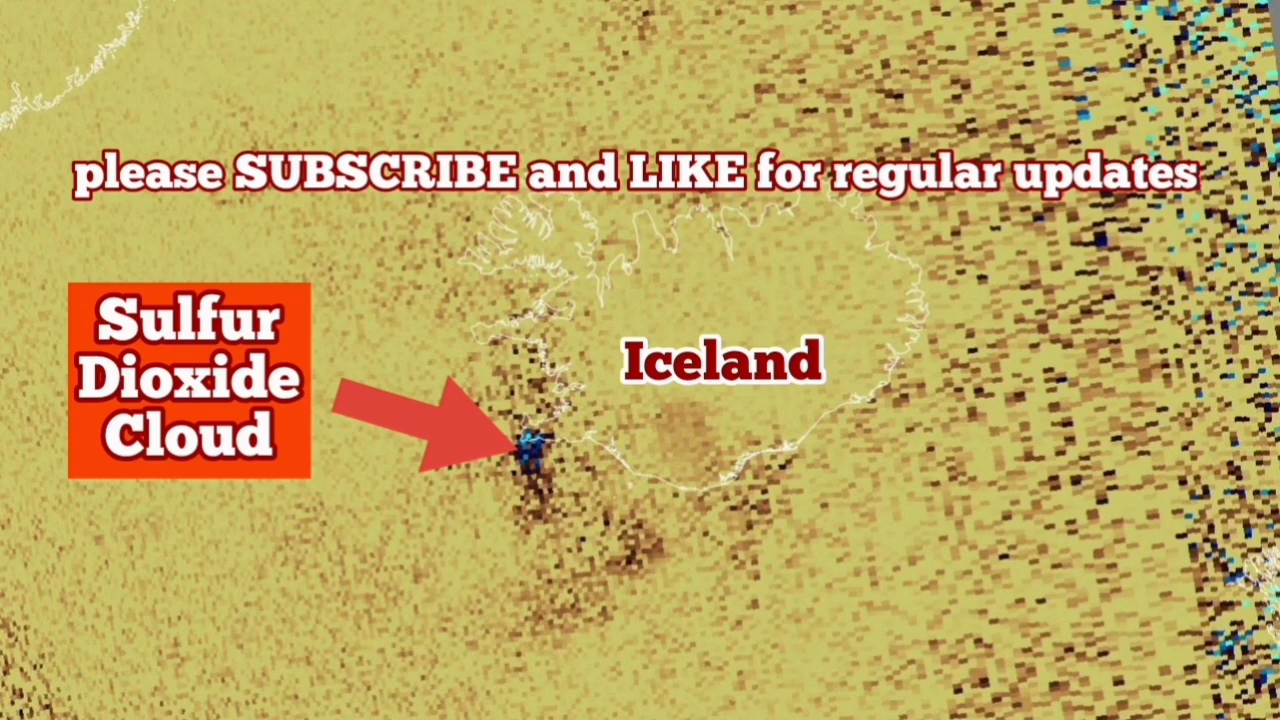 please SUBSCRIBE and LIKE for regular updates
Sulfur
Dioxide
Cloud
Iceland